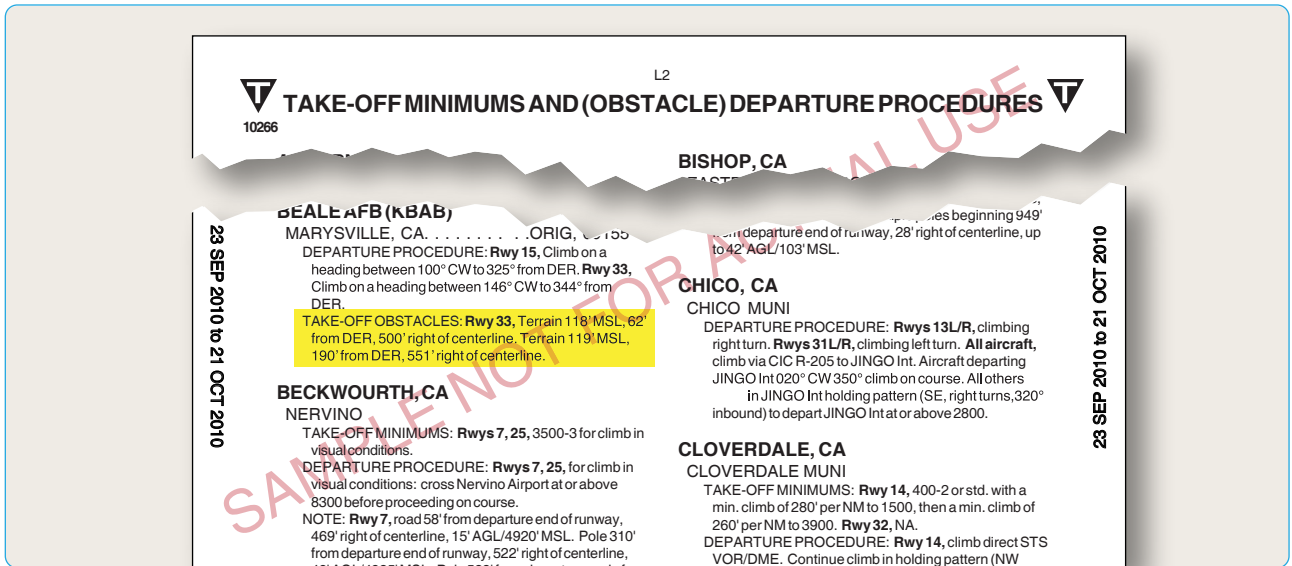 L2
TAKE-OFF MINIMUMS AND (OBSTACLE) DEPARTURE PROCEDURES
10266
SAMPLE NOT FOR ACTUAL USE
23 SEP 2010 to 21 OCT 2010
BEALE AFB (KBAB)
MARYSVILLE, CA. . . . . . . . . .ORIG,
DEPARTURE PROCEDURE: Rwy 15, Climb on a
heading between 100° CW to 325° from DER. Rwy 33,
Climb on a heading between 146° CW to 344° from
DER.
TAKE-OFF OBSTACLES: Rwy 33, Terrain 118' MSL, 62'
from DER, 500' right of centerline. Terrain 119' MSL,
190' from DER, 551' right of centerline.
BECKWOURTH, CA
NERVINO
TAKE-OFF MINIMUMS: Rwys 7, 25, 3500-3 for climb in
visual conditions.
DEPARTURE PROCEDURE: Rwys 7, 25, for climb in
visual conditions: cross Nervino Airport at or above
8300 before proceeding on course.
NOTE: Rwy 7, road 58' from departure end of runway,
469' right of centerline, 15' AGL/4920' MSL. Pole 310'
from departure end of runway, 522' right of centerline,
BISHOP, CA
beginning 949'
departure end of runway, 28' right of centerline, up
to 42' AGL/103' MSL.
CHICO, CA
CHICO MUNI
DEPARTURE PROCEDURE: Rwys 13L/R, climbing
right turn. Rwys 31L/R, climbing left turn. All aircraft,
climb via CIC R-205 to JINGO Int. Aircraft departing
JINGO Int 020° CW 350° climb on course. All others
in JINGO Int holding pattern (SE, right turns, 320°
inbound) to depart JINGO Int at or above 2800.
CLOVERDALE, CA
CLOVERDALE MUNI
TAKE-OFF MINIMUMS: Rwy 14, 400-2 or std. with a
min. climb of 280' per NM to 1500, then a min. climb of
260' per NM to 3900. Rwy 32, NA.
DEPARTURE PROCEDURE: Rwy 14, climb direct STS
VOR/DME. Continue climb in holding pattern (NW
23 SEP 2010 to 21 OCT 2010